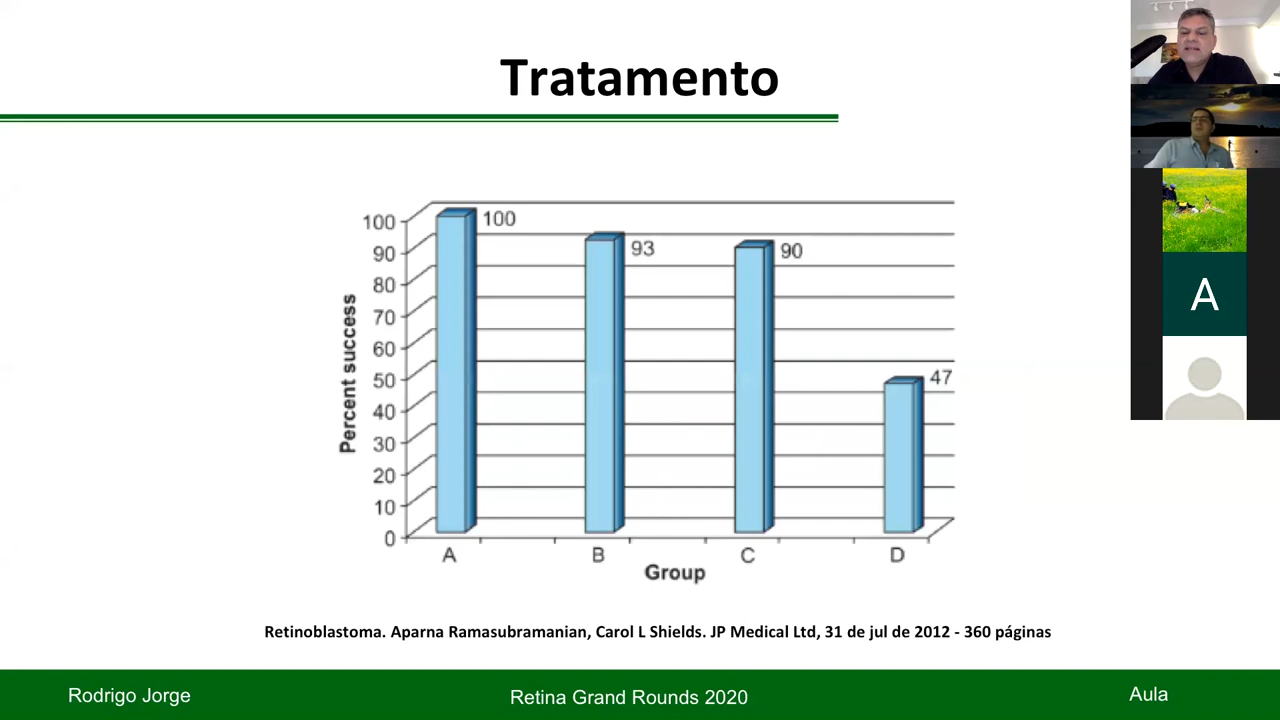 Tratamento
100
90
80
70
60
50
40
30
20
10
0
Percent success
100
93
90
47
A
B
C
D
Group
Retinoblastoma. Aparna Ramasubramanian, Carol L Shields. JP Medical Ltd, 31 de jul de 2012 - 360 páginas
Rodrigo Jorge
Retina Grand Rounds 2020
Aula
A